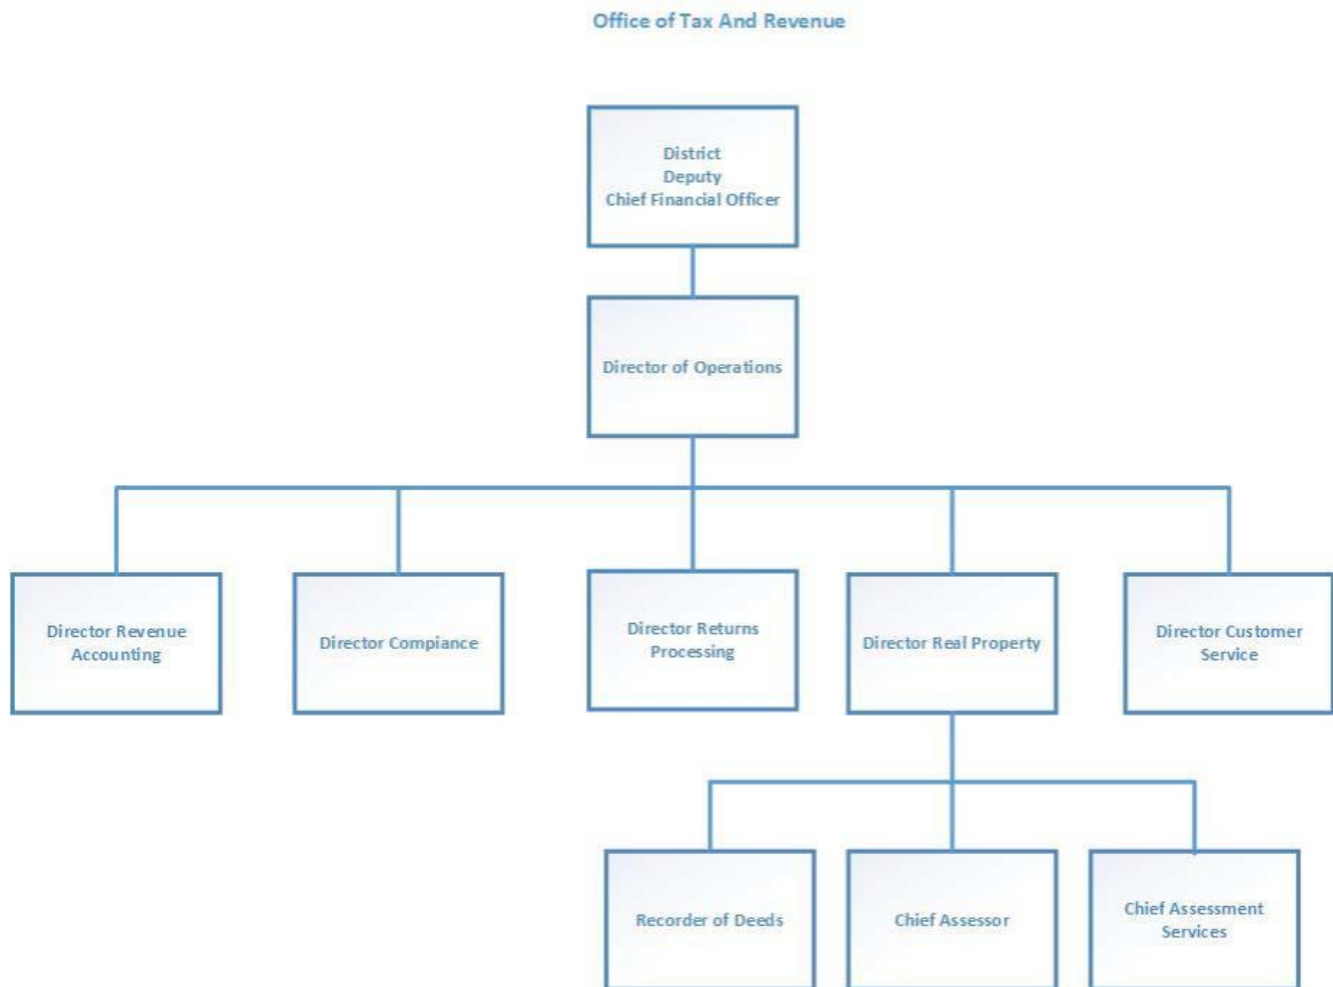 Office of Tax And Revenue
District
Deputy
Chief Financial Officer
Director of Operations
Director Revenue
Accounting
Director Compiance
Director Returns
Processing
Director Real Property
Director Customer
Service
Recorder of Deeds
Chief Assessor
Chief Assessment
Services